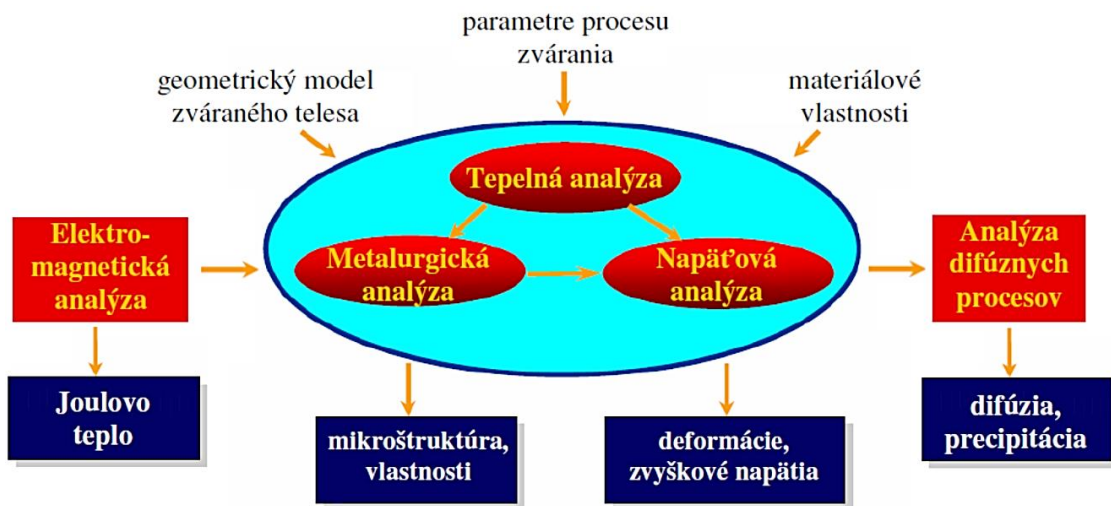 parametre procesu
zvárania
geometrický model
zváraného telesa
materiálové
vlastnosti
Tepelná analýza
Elektro-
magnetická
analýza
Metalurgická
analýza
Napäťová
analýza
Analýza
difúznych
procesov
Joulovo
teplo
mikroštruktúra,
vlastnosti
deformácie,
zvyškové napätia
difúzia,
precipitácia